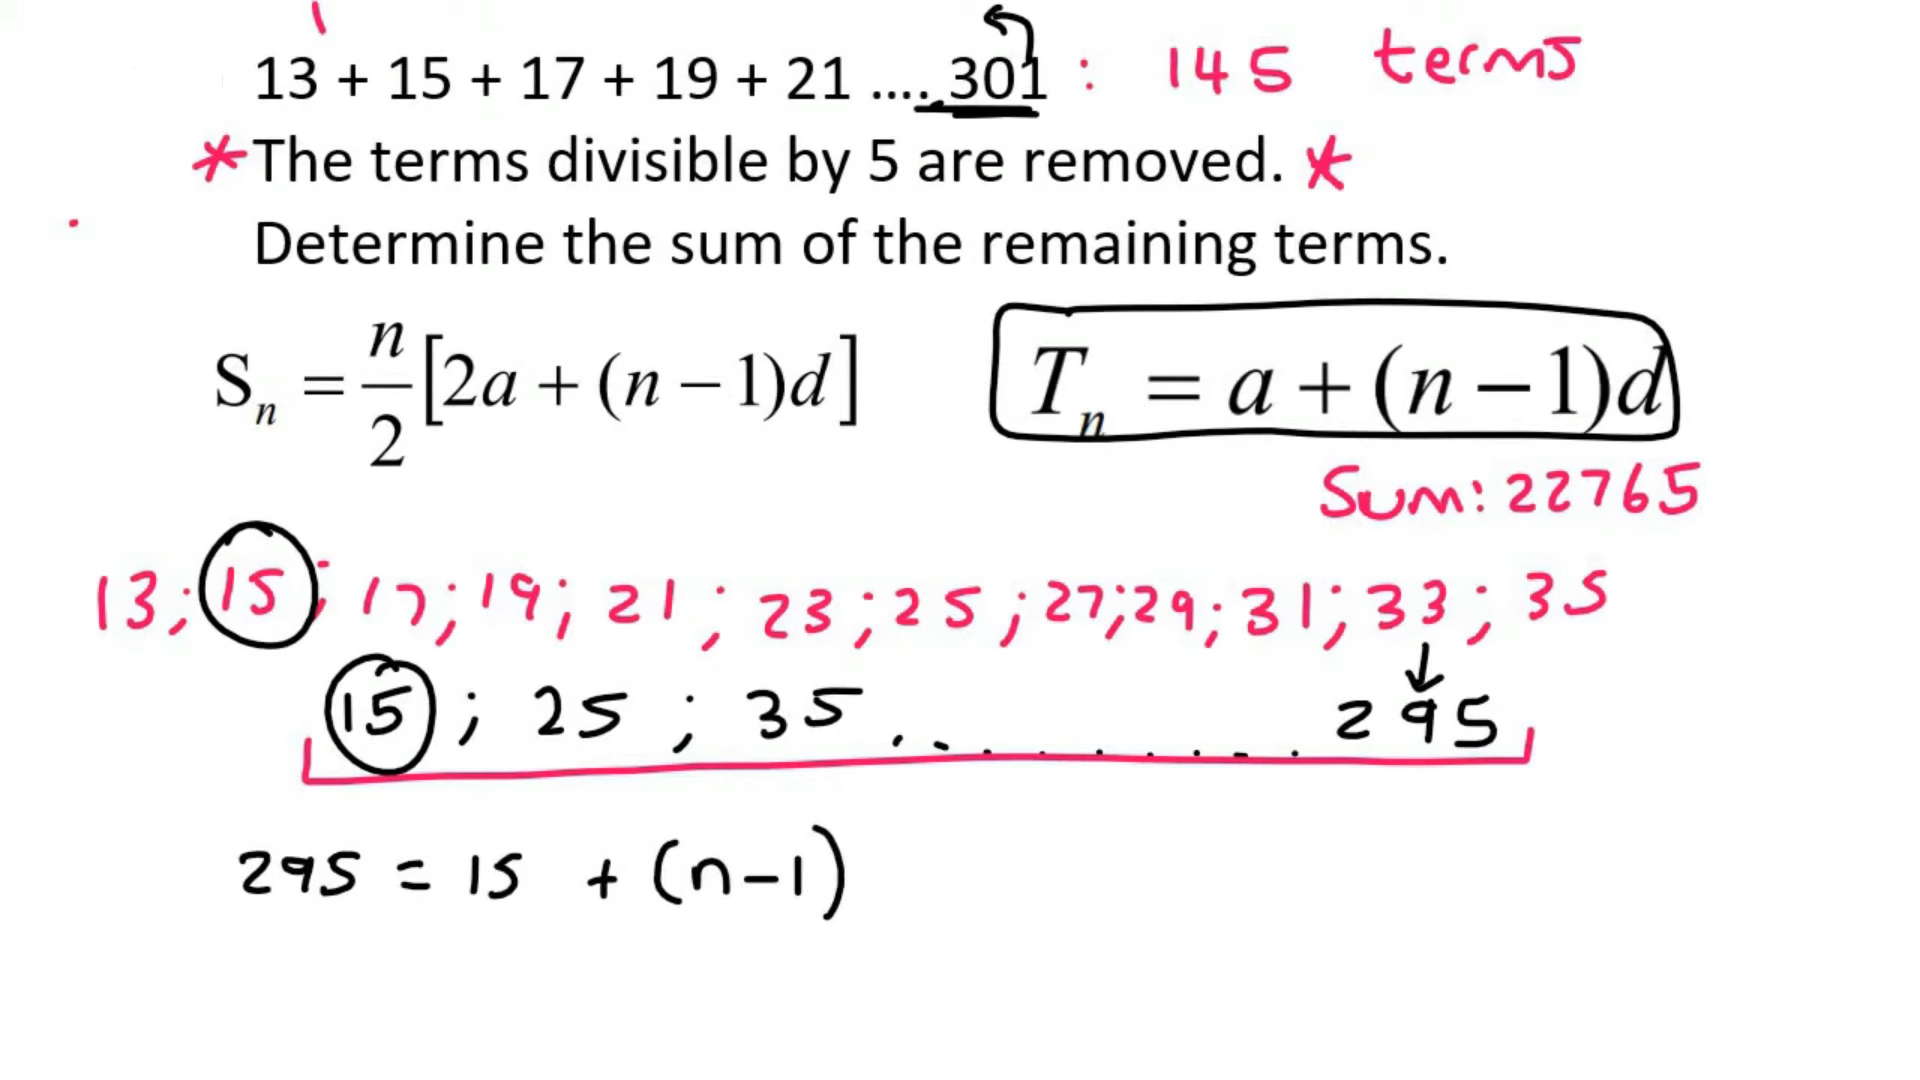 13 + 15 + 17 + 19 + 21 .... 301 : 145 terms
*The terms divisible by 5 are removed. *
Determine the sum of the remaining terms.
Sn = n/2 [2a + (n − 1)d] Tn = a + (n − 1)d
Sum: 22765
13; 15; 17; 19; 21; 23; 25; 27; 29; 31; 33; 35
15; 25; 35 .......... 295
295 = 15 + (n-1)